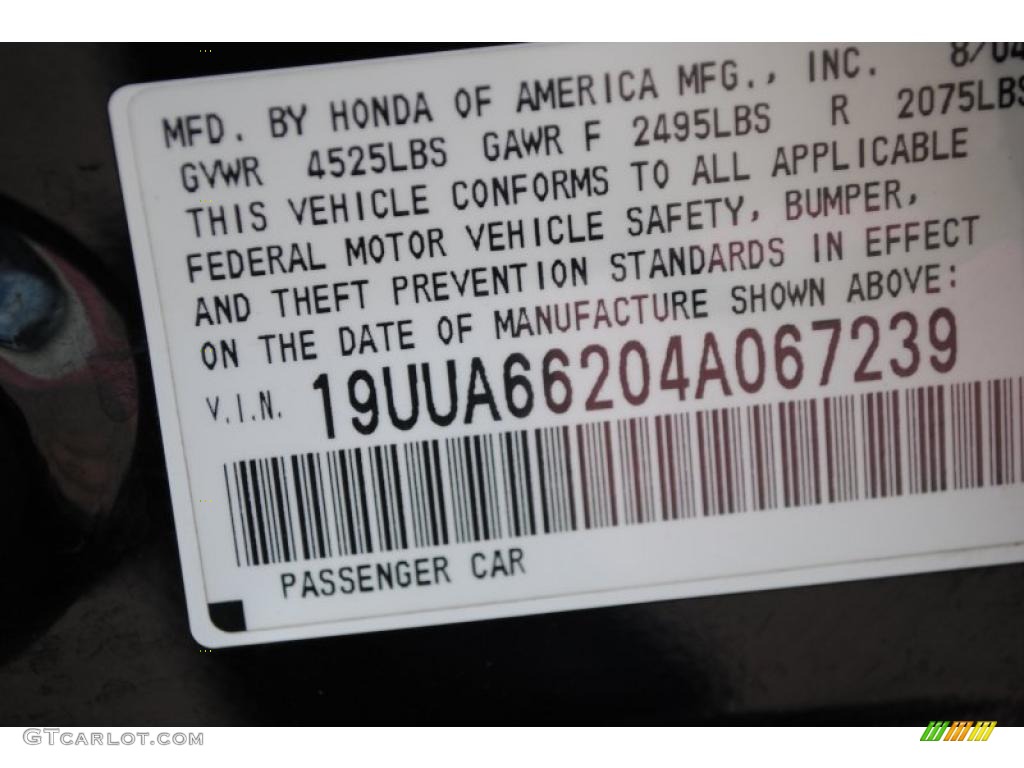 MFD. BY HONDA OF AMERICA MFG., INC. 8/04
GVWR 4525LBS GAWR F 2495LBS R 2075LBS
THIS VEHICLE CONFORMS TO ALL APPLICABLE
FEDERAL MOTOR VEHICLE SAFETY, BUMPER,
AND THEFT PREVENTION STANDARDS IN EFFECT
ON THE DATE OF MANUFACTURE SHOWN ABOVE:
V.I.N. 19UUA66204A067239
PASSENGER CAR
GTCARLOT.COM